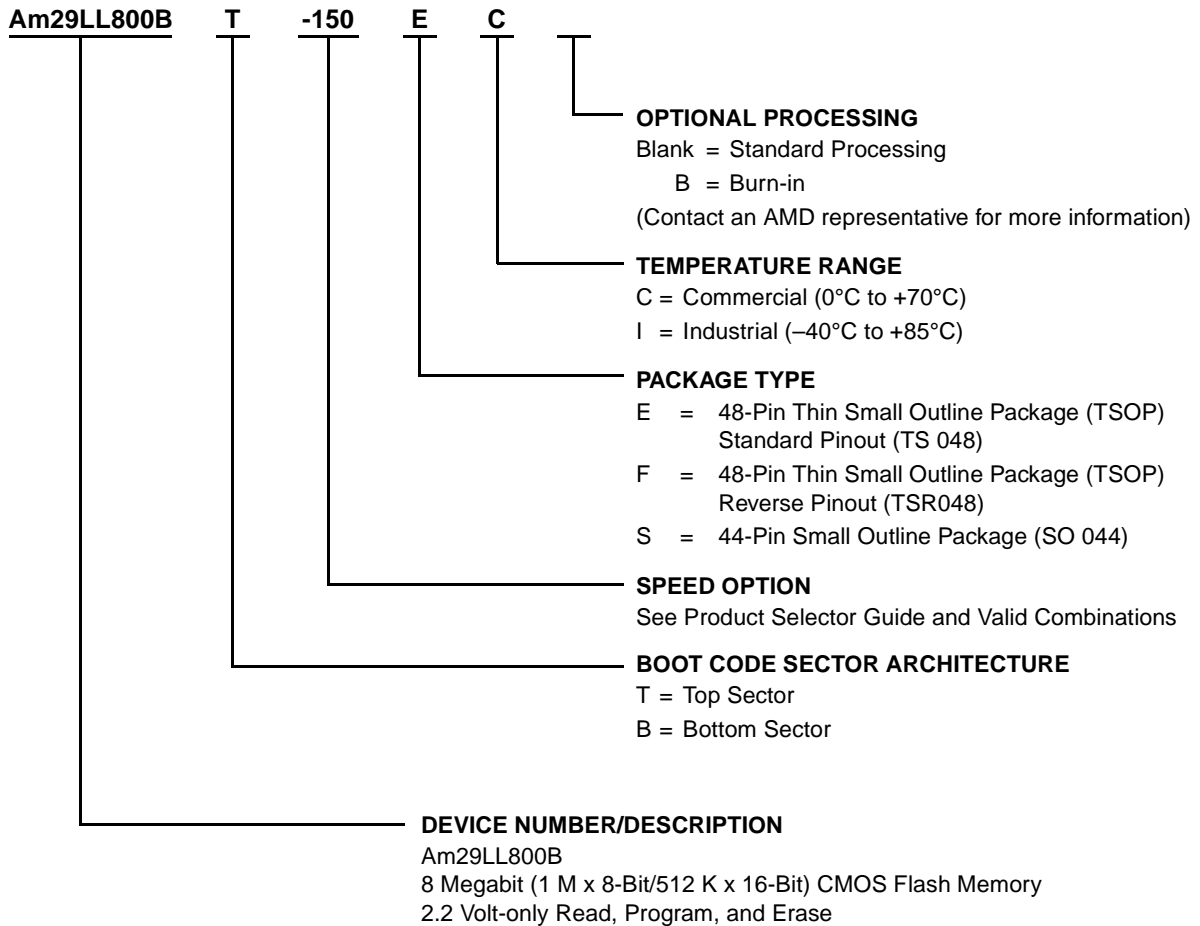 Am29LL800B T -150 E C
OPTIONAL PROCESSING
Blank = Standard Processing
B = Burn-in
(Contact an AMD representative for more information)
TEMPERATURE RANGE
C = Commercial (0°C to +70°C)
I = Industrial (–40°C to +85°C)
PACKAGE TYPE
E = 48-Pin Thin Small Outline Package (TSOP)
Standard Pinout (TS 048)
F = 48-Pin Thin Small Outline Package (TSOP)
Reverse Pinout (TSR048)
S = 44-Pin Small Outline Package (SO 044)
SPEED OPTION
See Product Selector Guide and Valid Combinations
BOOT CODE SECTOR ARCHITECTURE
T = Top Sector
B = Bottom Sector
DEVICE NUMBER/DESCRIPTION
Am29LL800B
8 Megabit (1 M x 8-Bit/512 K x 16-Bit) CMOS Flash Memory
2.2 Volt-only Read, Program, and Erase